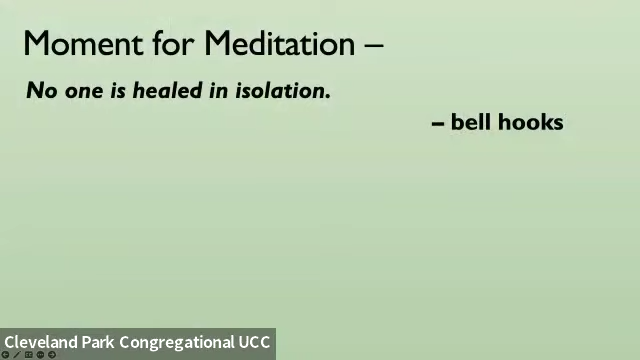 Moment for Meditation –
No one is healed in isolation.
– bell hooks
Cleveland Park Congregational UCC